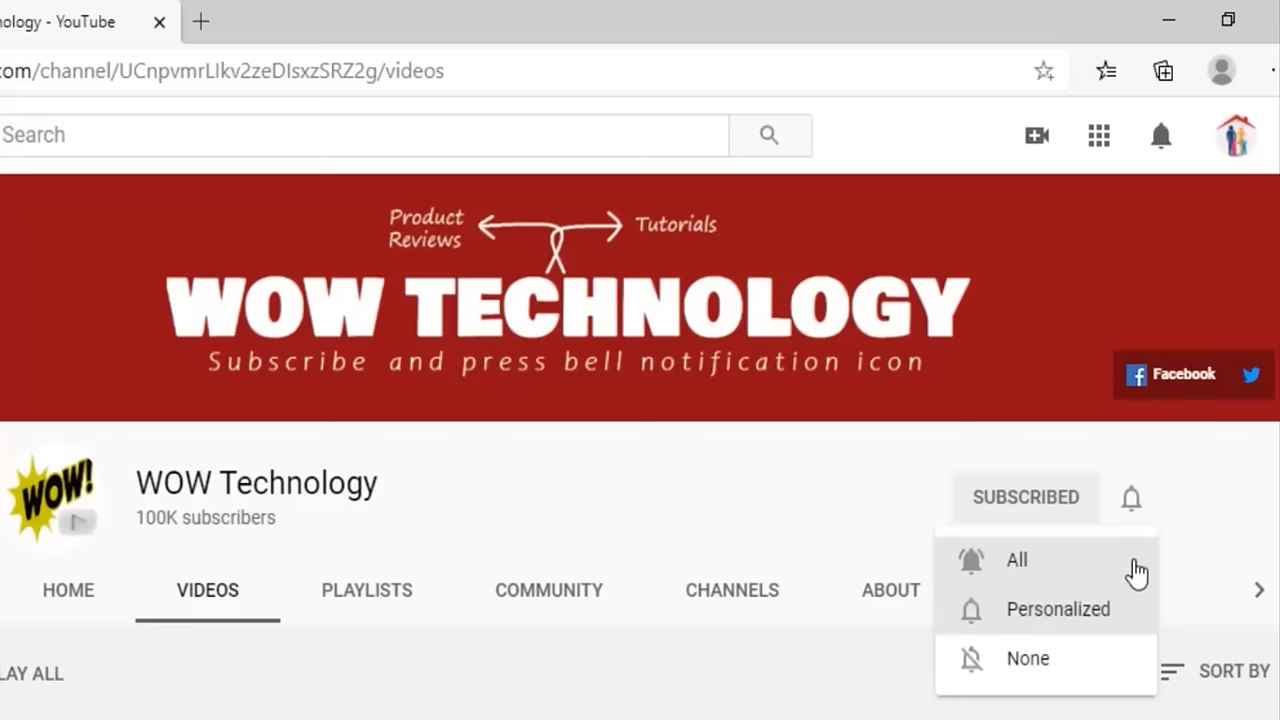 nology - YouTube
com/channel/UCnpvmrLIkv2zeDIsxzSRZ2g/videos
Search
Product
Reviews
Tutorials
WOW TECHNOLOGY
Subscribe and press bell notification icon
Facebook
WOW!
WOW Technology
100K subscribers
SUBSCRIBED
All
Personalized
None
HOME VIDEOS PLAYLISTS COMMUNITY CHANNELS ABOUT
LAY ALL
SORT BY